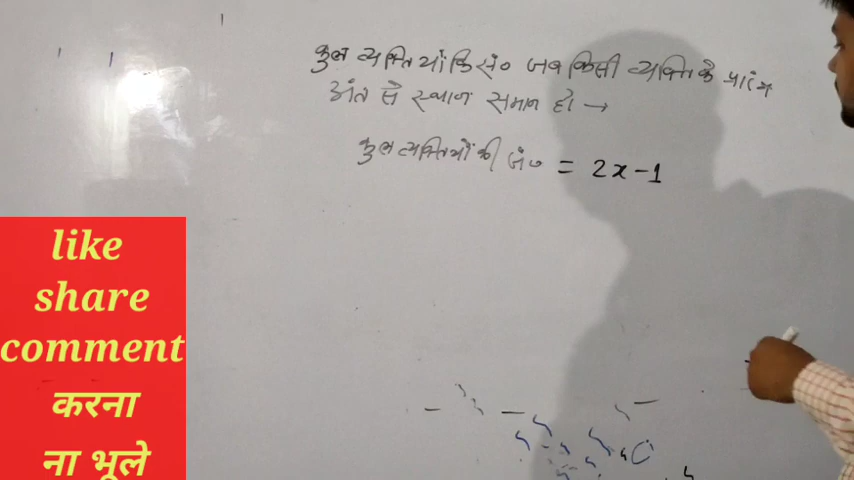 कुल व्यक्तियों कि सं० जब किसी व्यक्ति के प्रारंभ
अंत से स्थान समान हो →
कुल व्यक्तियों की सं० = 2x-1
like
share
comment
करना
ना भूले